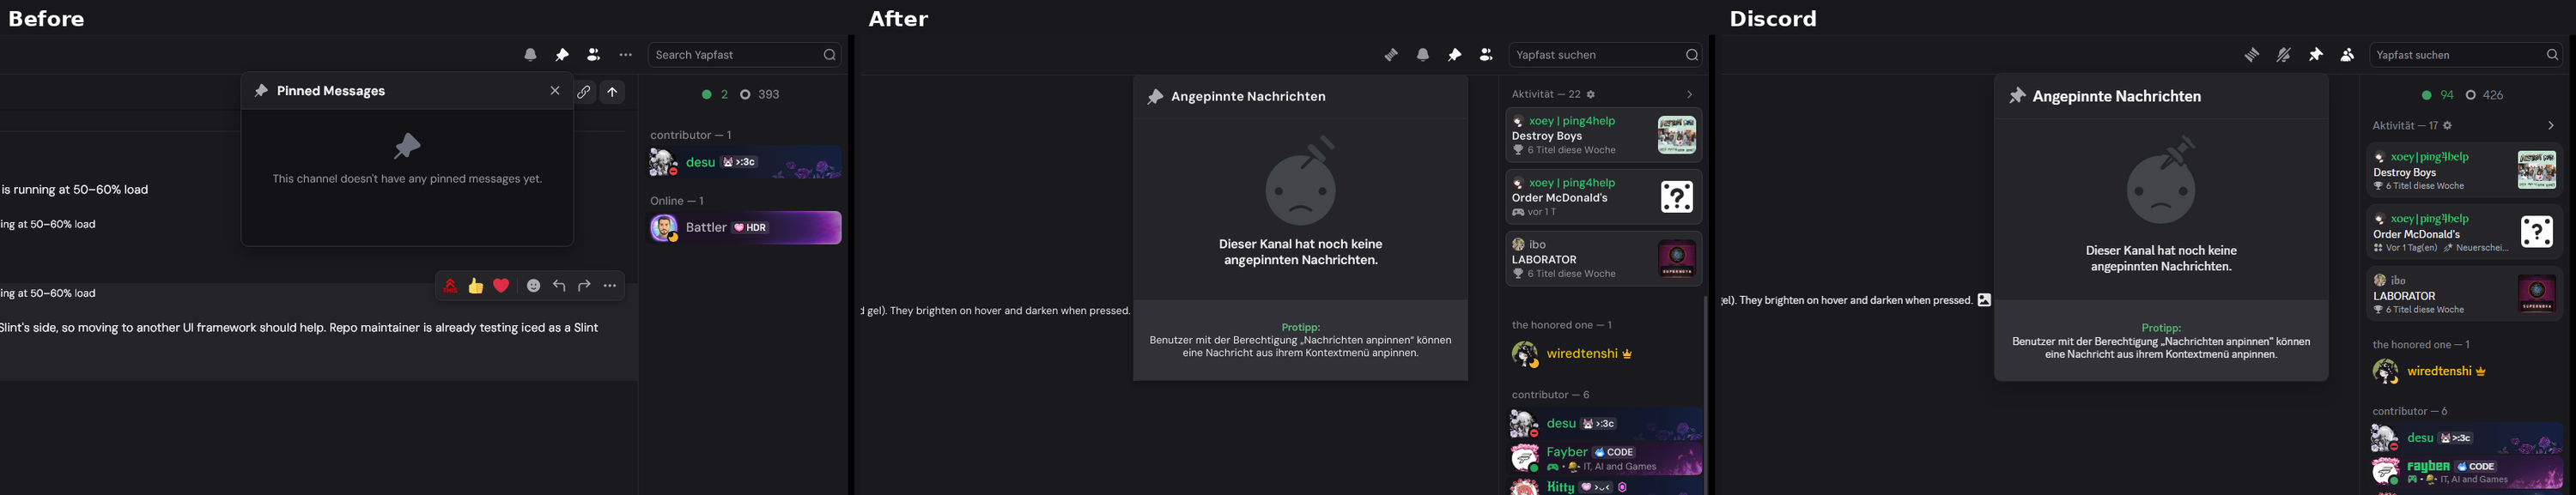 Before
Search Yapfast
Pinned Messages
This channel doesn't have any pinned messages yet.
is running at 50–60% load
ing at 50–60% load
ing at 50–60% load
THIS
Slint's side, so moving to another UI framework should help. Repo maintainer is already testing iced as a Slint
2 393
contributor — 1
desu >:3c
Online — 1
Battler HDR
After
Yapfast suchen
Angepinnte Nachrichten
Dieser Kanal hat noch keine
angepinnten Nachrichten.
d gel). They brighten on hover and darken when pressed.
Protipp:
Benutzer mit der Berechtigung „Nachrichten anpinnen“ können
eine Nachricht aus ihrem Kontextmenü anpinnen.
Aktivität — 22
xoey | ping4help
Destroy Boys
6 Titel diese Woche
xoey | ping4help
Order McDonald's
vor 1 T
?
ibo
LABORATOR
6 Titel diese Woche
SUPERNOVA
the honored one — 1
wiredtenshi
contributor — 6
desu >:3c
Fayber CODE
• IT, AI and Games
Kitty >⌣<
Discord
Yapfast suchen
Angepinnte Nachrichten
Dieser Kanal hat noch keine
angepinnten Nachrichten.
gel). They brighten on hover and darken when pressed.
Protipp:
Benutzer mit der Berechtigung „Nachrichten anpinnen“ können
eine Nachricht aus ihrem Kontextmenü anpinnen.
94 426
Aktivität — 17
xoey | ping4help
Destroy Boys
6 Titel diese Woche
xoey | ping4help
Order McDonald's
Vor 1 Tag(en) Neuerschei...
?
ibo
LABORATOR
6 Titel diese Woche
SUPERNOVA
the honored one — 1
wiredtenshi
contributor — 6
desu >:3c
Fayber CODE
• IT, AI and Games